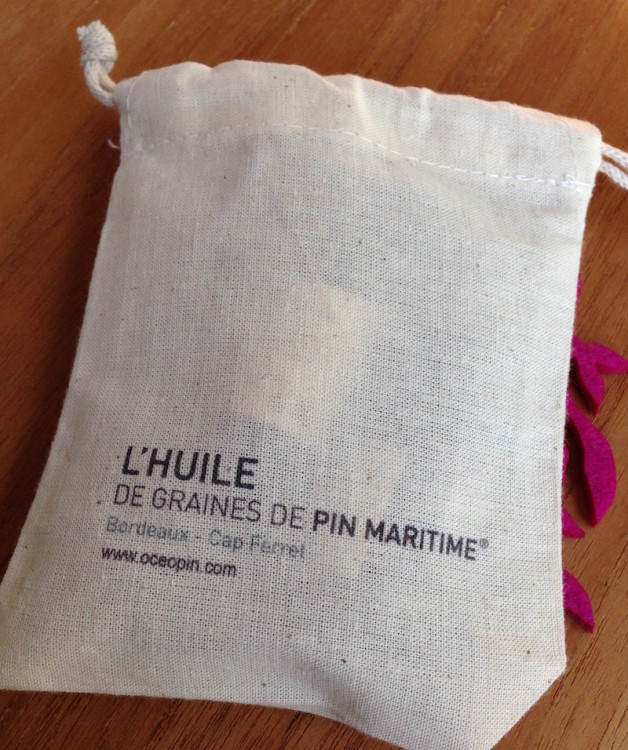 L'HUILE
DE GRAINES DE PIN MARITIME®
Bordeaux - Cap Ferret
www.oceopin.com